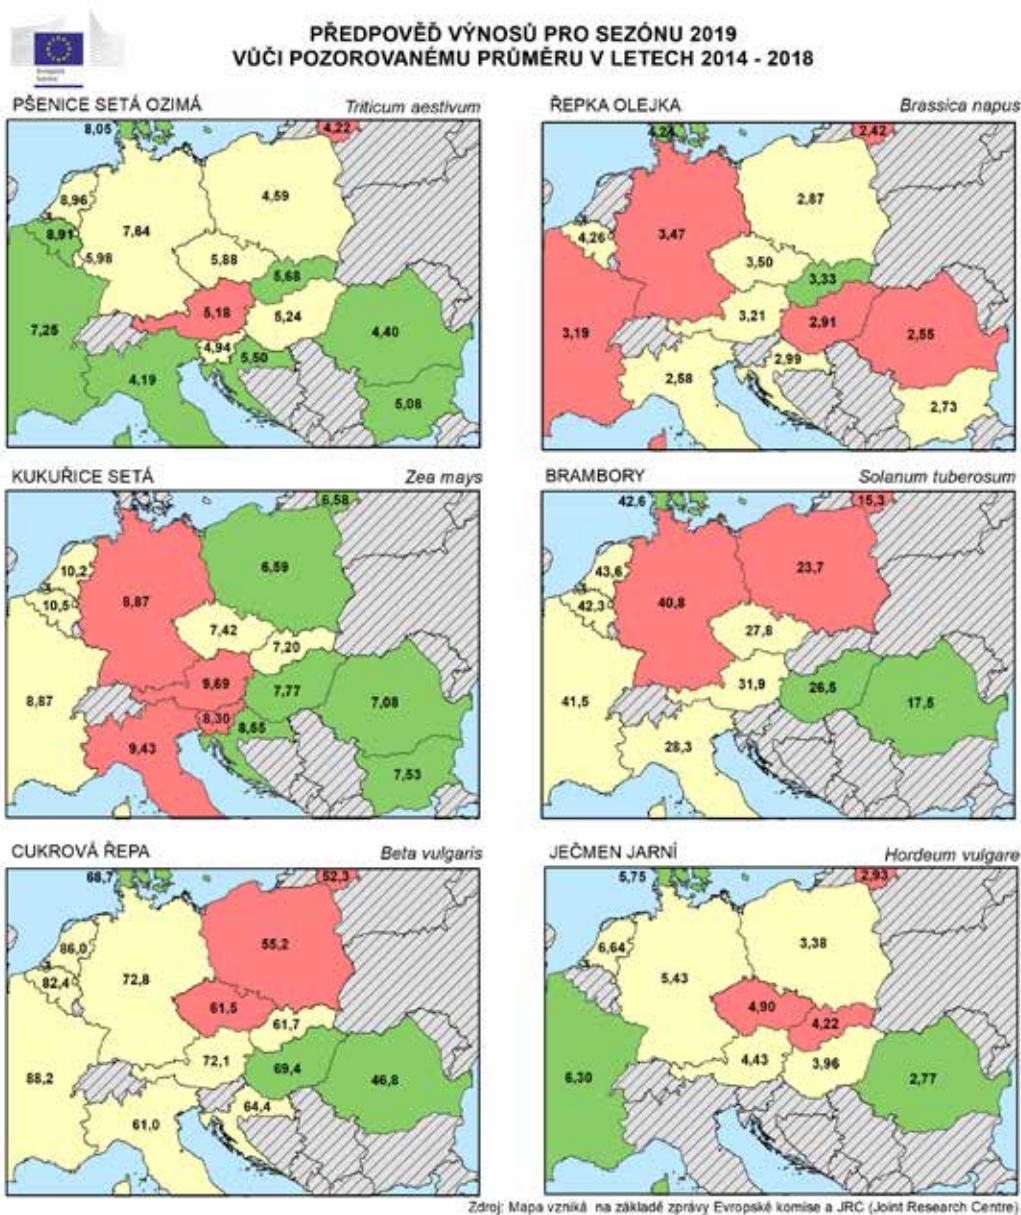 PŘEDPOVĚĎ VÝNOSŮ PRO SEZÓNU 2019
VŮČI POZOROVANÉMU PRŮMĚRU V LETECH 2014 - 2018
PŠENICE SETÁ OZIMÁ Triticum aestivum
8,05 4,22
8,96 4,59
8,91 7,64
5,98 5,88
5,68
7,25 5,18 5,24 4,40
4,94 5,50
4,19 5,08
ŘEPKA OLEJKA Brassica napus
4,24 2,42
2,87
4,26 3,47
3,50 3,33
3,19 3,21 2,91 2,55
2,99
2,58 2,73
KUKUŘICE SETÁ Zea mays
6,58
10,2 6,59
10,5 8,87
7,42 7,20
8,87 9,69 7,77 7,08
8,30 8,55
9,43 7,53
BRAMBORY Solanum tuberosum
42,6 15,3
43,6 23,7
42,3 40,8
27,8
41,5 31,9 26,5 17,5
28,3
CUKROVÁ ŘEPA Beta vulgaris
68,7 52,3
86,0 55,2
82,4 72,8
61,5 61,7
88,2 72,1 69,4 46,8
64,4
61,0
JEČMEN JARNÍ Hordeum vulgare
5,75 2,93
6,64 3,38
5,43
4,90 4,22
6,30 4,43 3,96 2,77
Zdroj: Mapa vzniká na základě zprávy Evropské komise a JRC (Joint Research Centre)